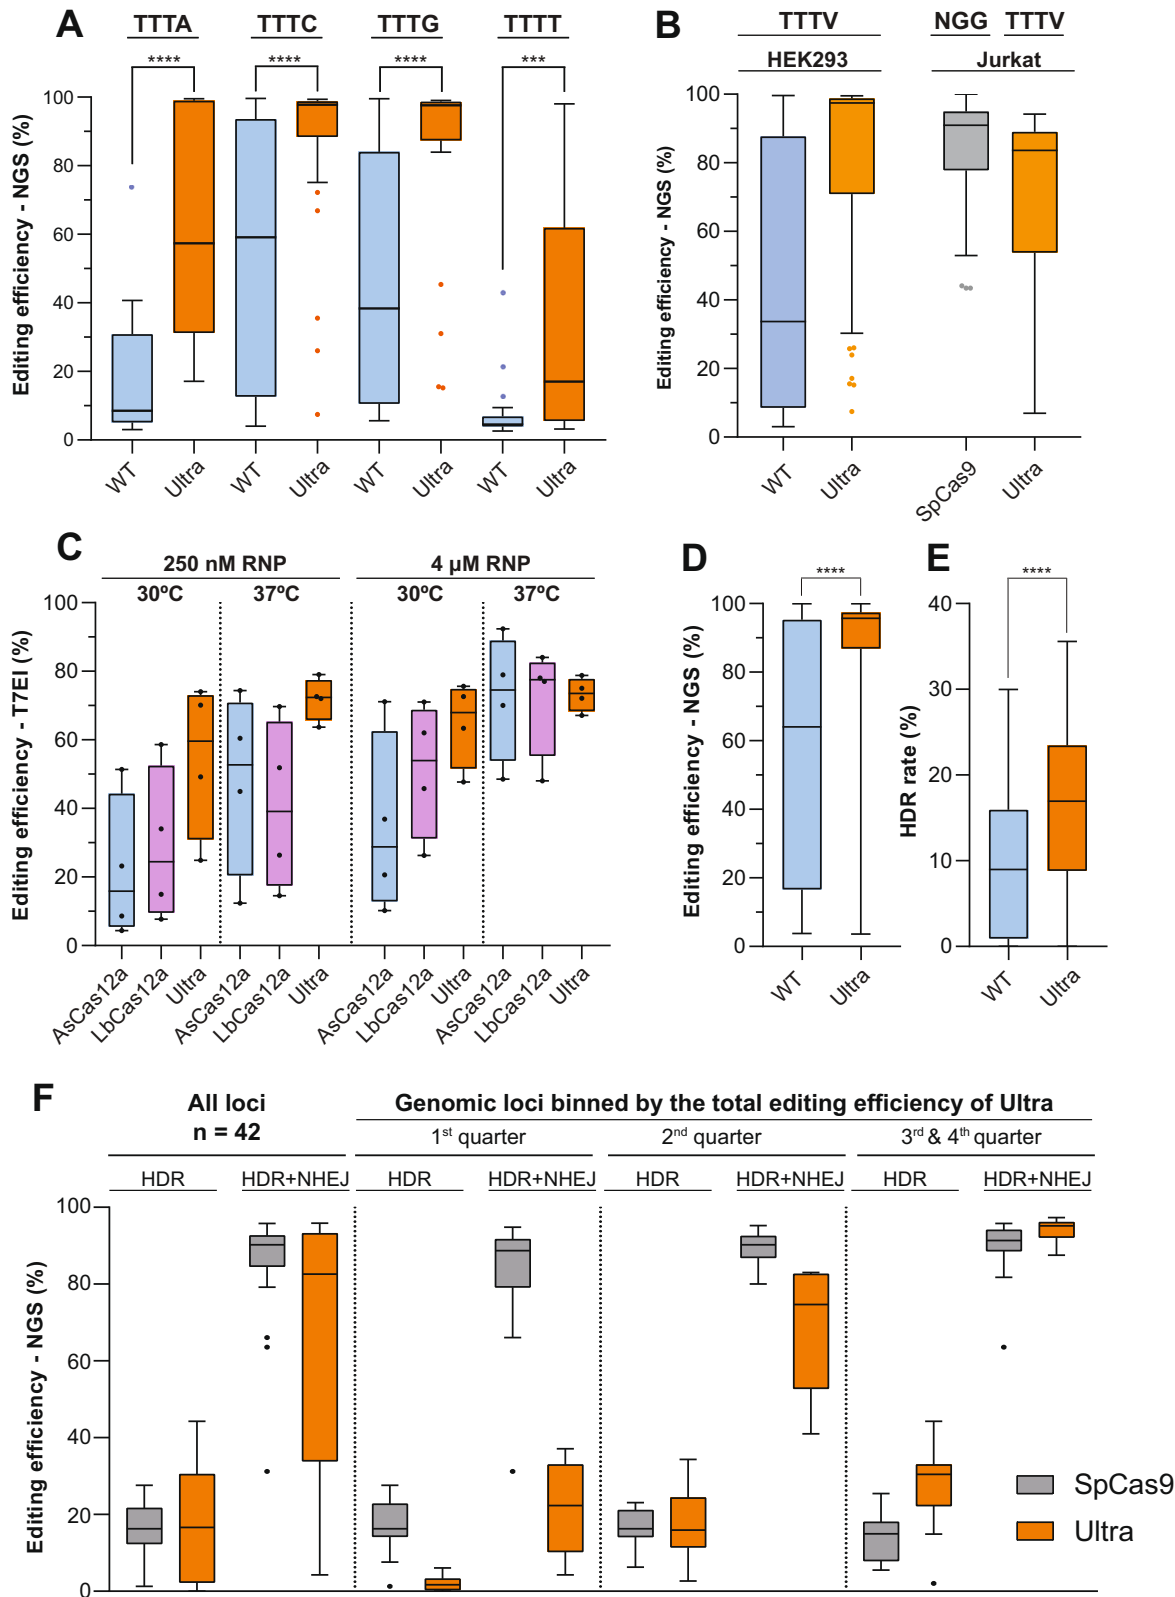 A
TTTA TTTC TTTG TTTT
**** **** **** ***
Editing efficiency - NGS (%)
100
80
60
40
20
0
WT Ultra WT Ultra WT Ultra WT Ultra
B
TTTV NGG TTTV
HEK293 Jurkat
Editing efficiency - NGS (%)
100
80
60
40
20
0
WT Ultra SpCas9 Ultra
C
250 nM RNP 4 µM RNP
30ºC 37ºC 30ºC 37ºC
Editing efficiency - T7EI (%)
100
80
60
40
20
0
AsCas12a LbCas12a Ultra AsCas12a LbCas12a Ultra AsCas12a LbCas12a Ultra AsCas12a LbCas12a Ultra
D
****
Editing efficiency - NGS (%)
100
80
60
40
20
0
WT Ultra
E
****
HDR rate (%)
40
30
20
10
0
WT Ultra
F
All loci
n = 42
Genomic loci binned by the total editing efficiency of Ultra
1st quarter 2nd quarter 3rd & 4th quarter
HDR HDR+NHEJ HDR HDR+NHEJ HDR HDR+NHEJ HDR HDR+NHEJ
Editing efficiency - NGS (%)
100
80
60
40
20
0
SpCas9
Ultra